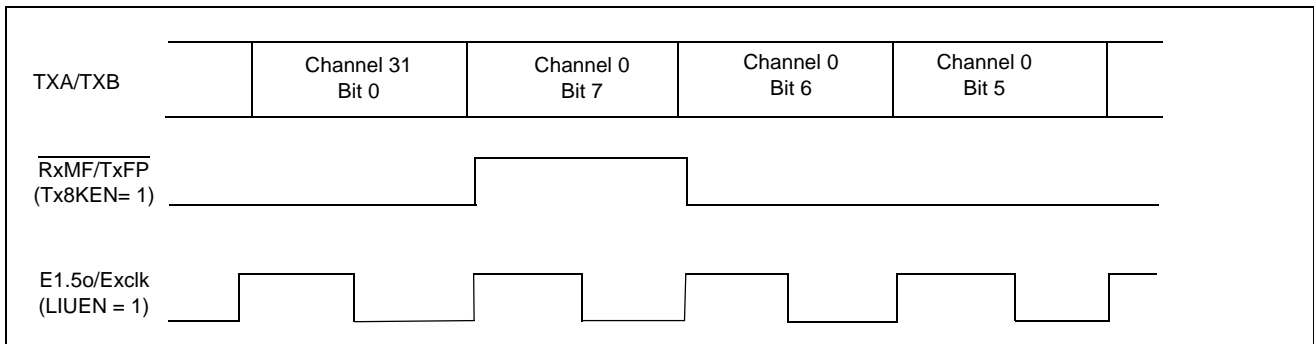 TXA/TXB
Channel 31
Bit 0
Channel 0
Bit 7
Channel 0
Bit 6
Channel 0
Bit 5
RxMF/TxFP
(Tx8KEN= 1)
E1.5o/Exclk
(LIUEN = 1)